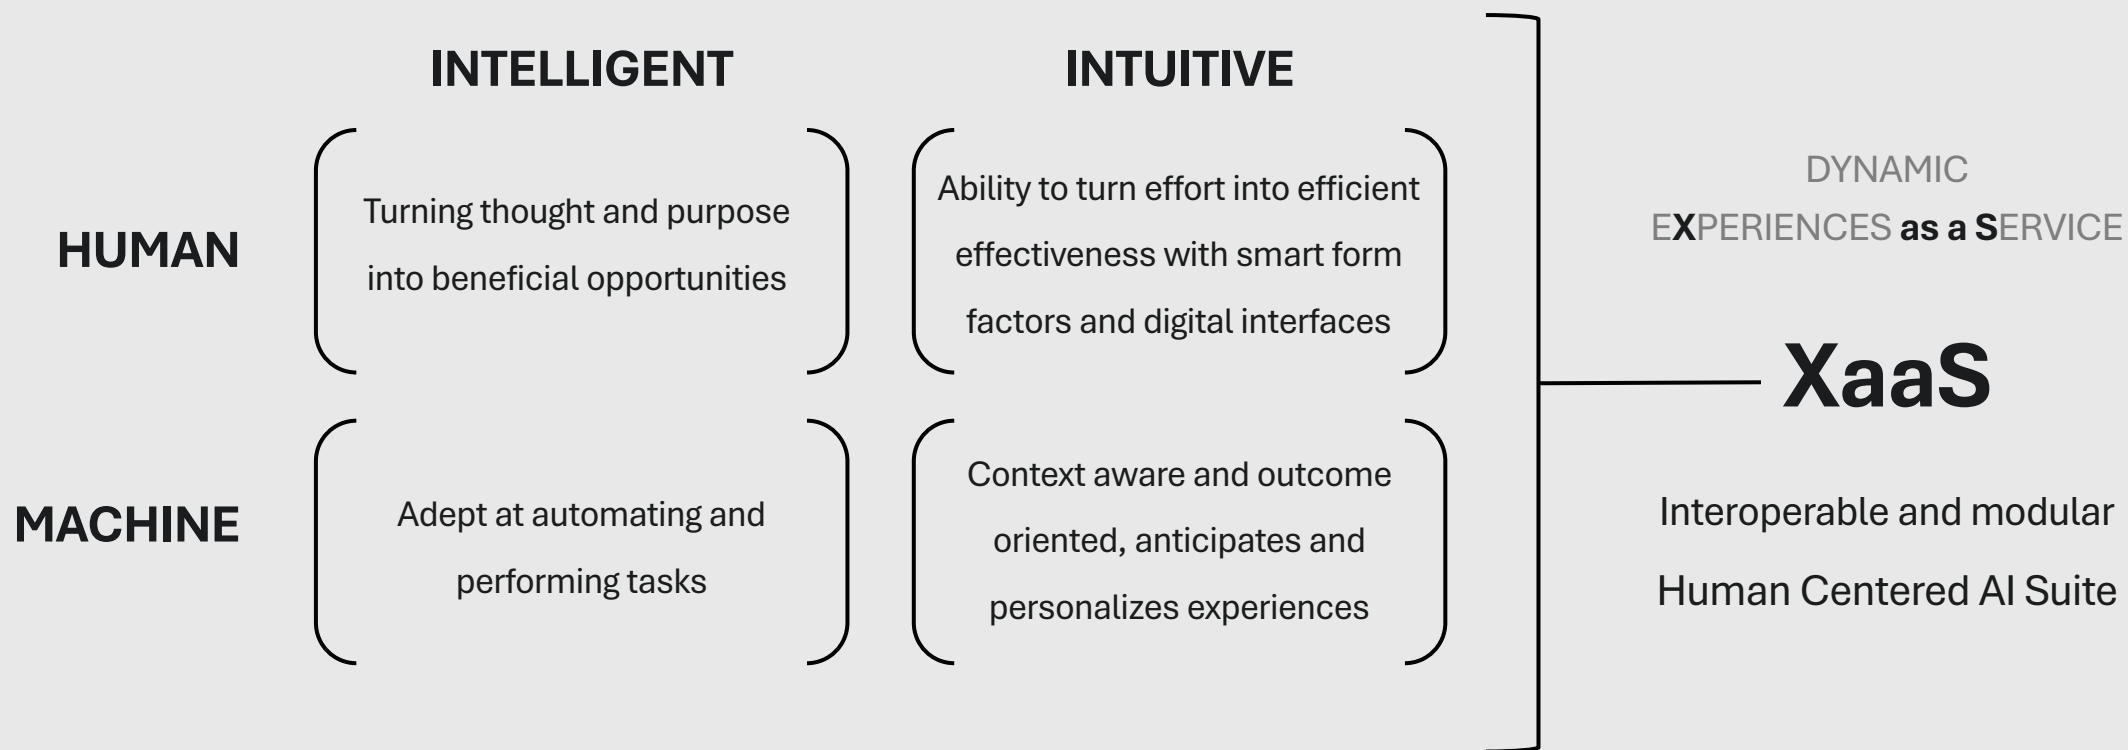 INTELLIGENT
INTUITIVE
HUMAN
Turning thought and purpose
into beneficial opportunities
Ability to turn effort into efficient
effectiveness with smart form
factors and digital interfaces
MACHINE
Adept at automating and
performing tasks
Context aware and outcome
oriented, anticipates and
personalizes experiences
DYNAMIC
EXPERIENCES as a SERVICE
XaaS
Interoperable and modular
Human Centered AI Suite